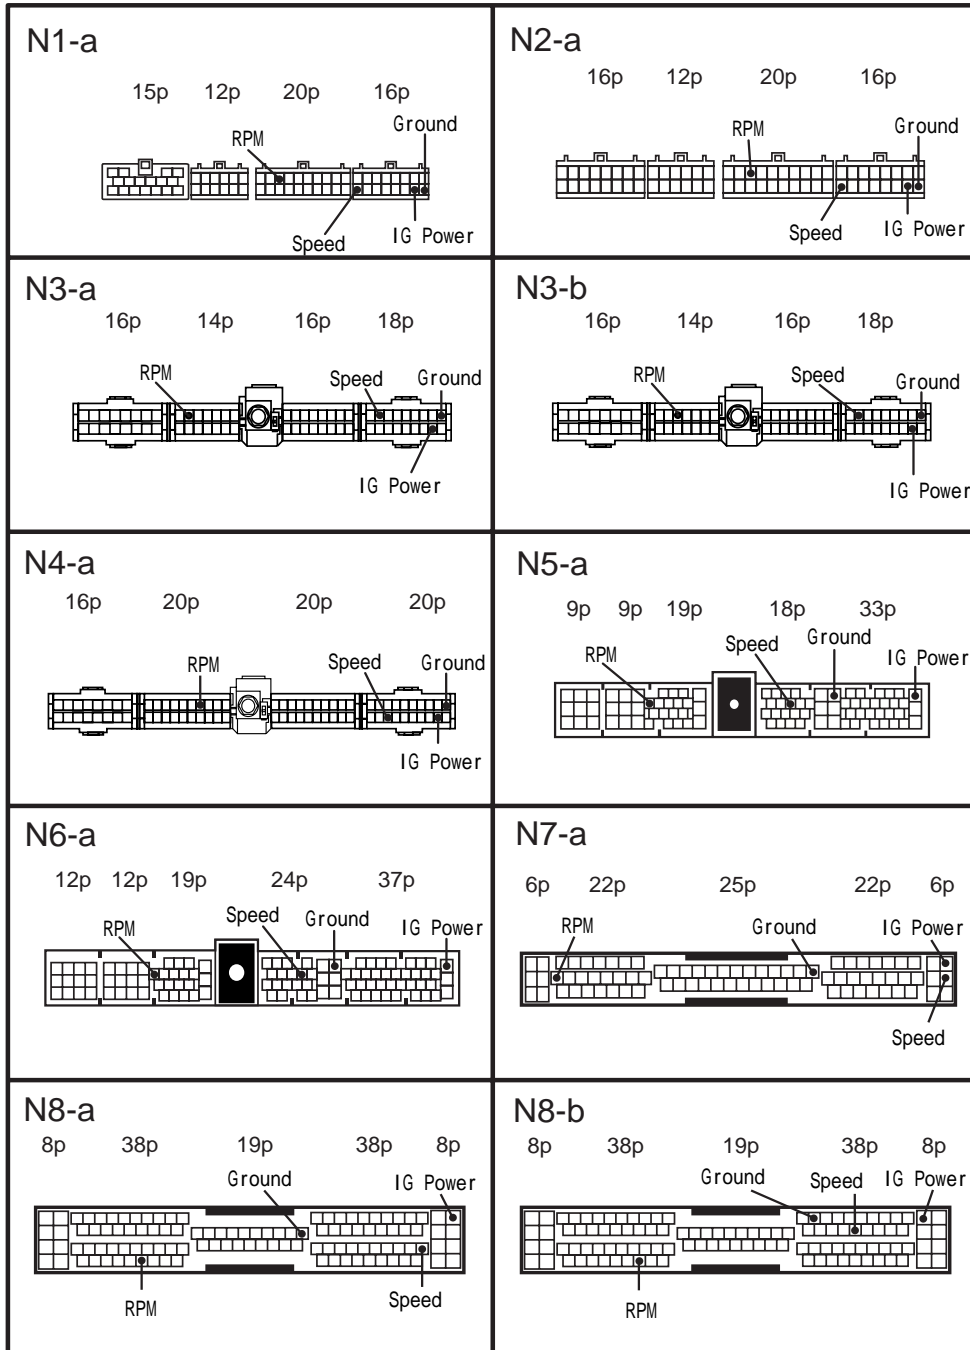 N1-a
15p 12p 20p 16p
RPM Ground
Speed IG Power
N2-a
16p 12p 20p 16p
RPM Ground
Speed IG Power
N3-a
16p 14p 16p 18p
RPM Speed Ground
IG Power
N3-b
16p 14p 16p 18p
RPM Speed Ground
IG Power
N4-a
16p 20p 20p 20p
RPM Speed Ground
IG Power
N5-a
9p 9p 19p 18p 33p
RPM Speed Ground IG Power
N6-a
12p 12p 19p 24p 37p
RPM Speed Ground IG Power
N7-a
6p 22p 25p 22p 6p
RPM Ground IG Power
Speed
N8-a
8p 38p 19p 38p 8p
Ground IG Power
RPM Speed
N8-b
8p 38p 19p 38p 8p
Ground Speed IG Power
RPM